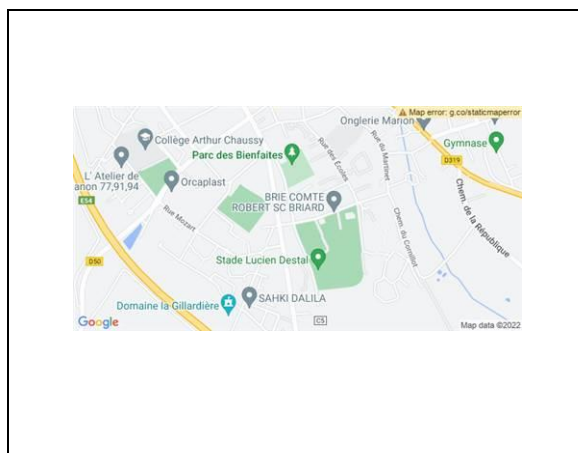 Map error: g.co/staticmaperror
Onglerie Marion
Collège Arthur Chaussy
Parc des Bienfaites
Gymnase
Rue des Écoles
Rue du Martinet
D319
L' Atelier de
anon 77,91,94
Orcaplast
E54
BRIE COMTE
ROBERT SC BRIARD
Rue Mozart
Chem. de la République
Chem. du Cornillot
D50
Stade Lucien Destal
SAHKI DALILA
Domaine la Gillardière
C5
Google
Map data ©2022